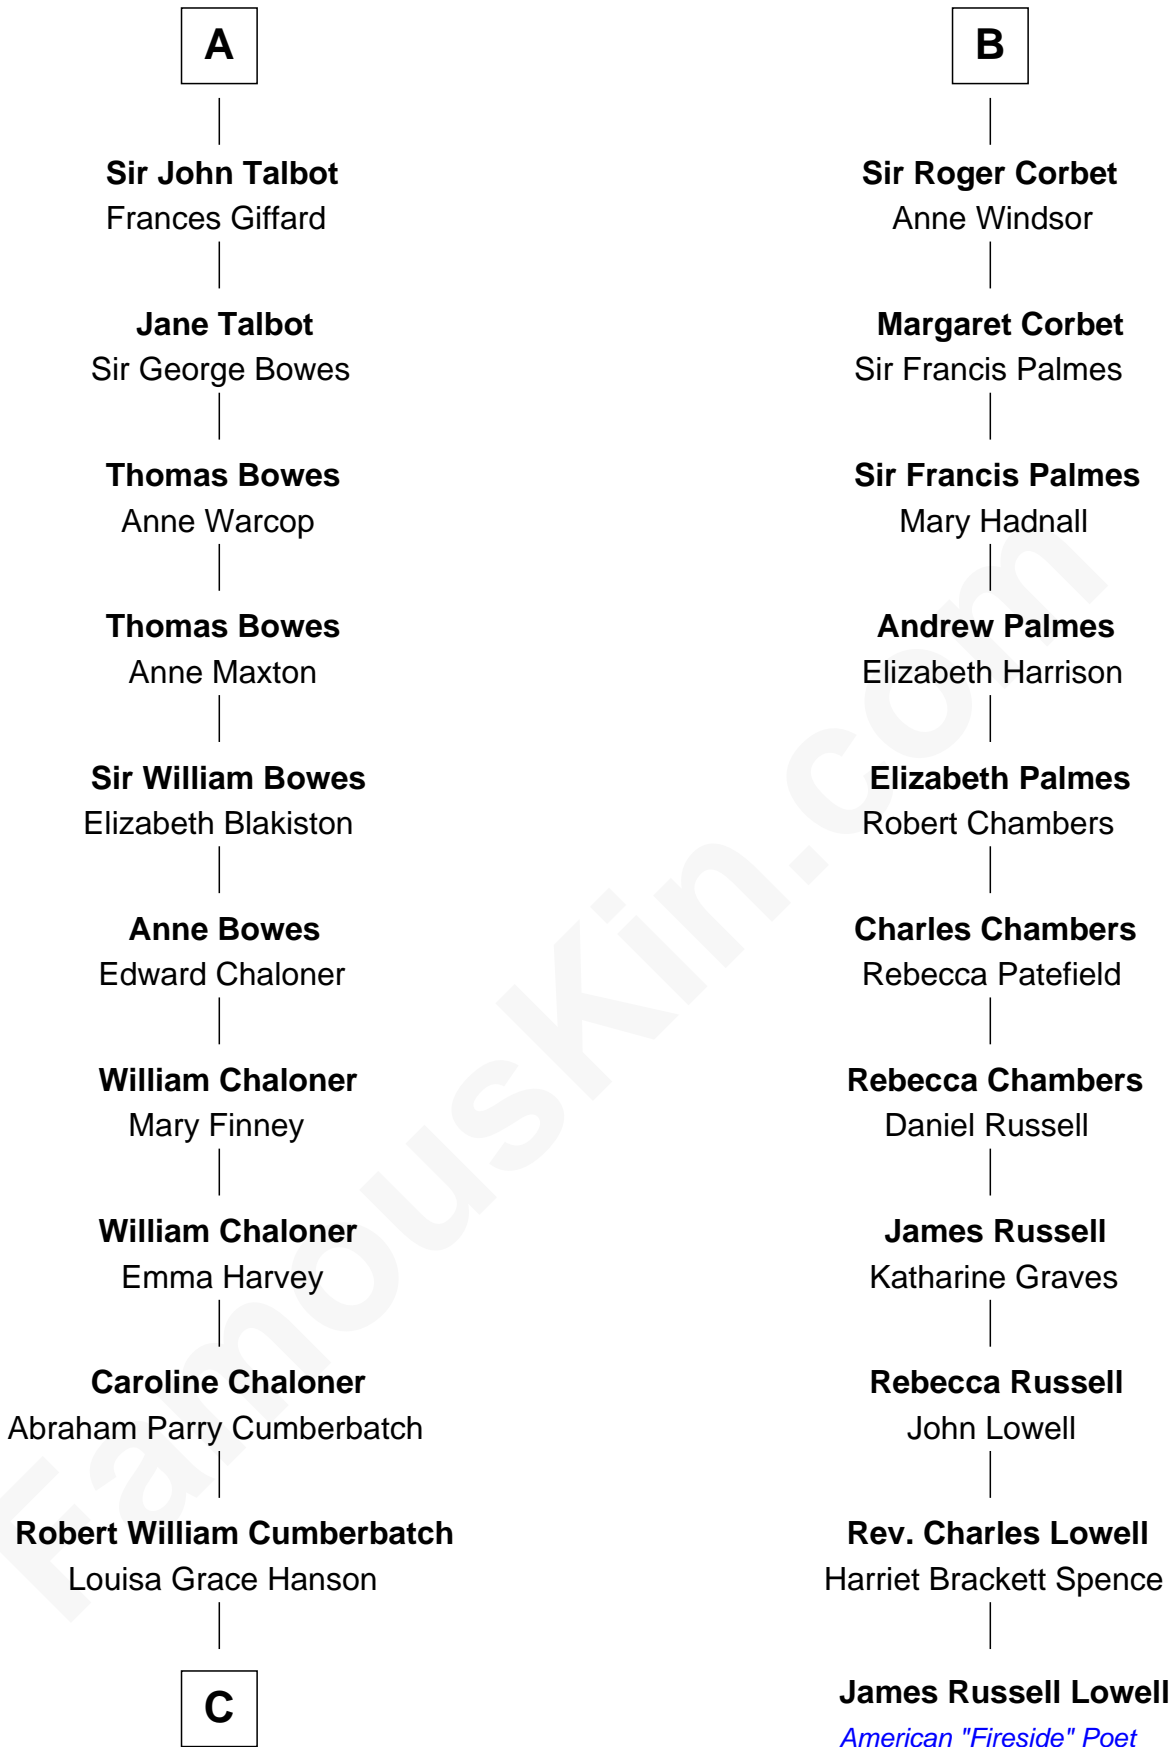 A
Sir John Talbot
Frances Giffard
Jane Talbot
Sir George Bowes
Thomas Bowes
Anne Warcop
Thomas Bowes
Anne Maxton
Sir William Bowes
Elizabeth Blakiston
Anne Bowes
Edward Chaloner
William Chaloner
Mary Finney
William Chaloner
Emma Harvey
Caroline Chaloner
Abraham Parry Cumberbatch
Robert William Cumberbatch
Louisa Grace Hanson
C
B
Sir Roger Corbet
Anne Windsor
Margaret Corbet
Sir Francis Palmes
Sir Francis Palmes
Mary Hadnall
Andrew Palmes
Elizabeth Harrison
Elizabeth Palmes
Robert Chambers
Charles Chambers
Rebecca Patefield
Rebecca Chambers
Daniel Russell
James Russell
Katharine Graves
Rebecca Russell
John Lowell
Rev. Charles Lowell
Harriet Brackett Spence
James Russell Lowell
American "Fireside" Poet
FamousKin.com